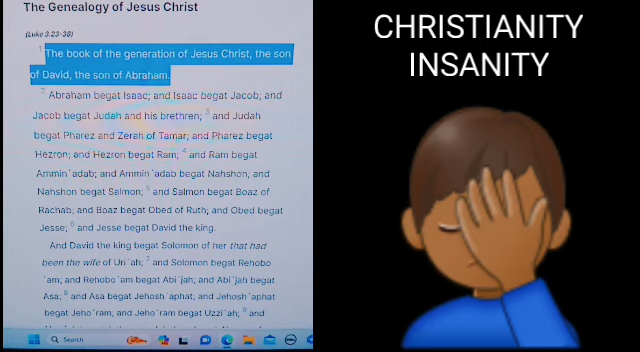 The Genealogy of Jesus Christ
(Luke 3.23-38)
1 The book of the generation of Jesus Christ, the son
of David, the son of Abraham.
2 Abraham begat Isaac; and Isaac begat Jacob; and
Jacob begat Judah and his brethren; 3 and Judah
begat Pharez and Zerah of Tamar; and Pharez begat
Hezron; and Hezron begat Ram; 4 and Ram begat
Ammin´adab; and Ammin´adab begat Nahshon; and
Nahshon begat Salmon; 5 and Salmon begat Boaz of
Rachab; and Boaz begat Obed of Ruth; and Obed begat
Jesse; 6 and Jesse begat David the king.
And David the king begat Solomon of her that had
been the wife of Uri´ah; 7 and Solomon begat Rehobo
´am; and Rehobo´am begat Abi´jah; and Abi´jah begat
Asa; 8 and Asa begat Jehosh´aphat; and Jehosh´aphat
begat Jeho´ram; and Jeho´ram begat Uzzi´ah; 9 and
Search
CHRISTIANITY
INSANITY